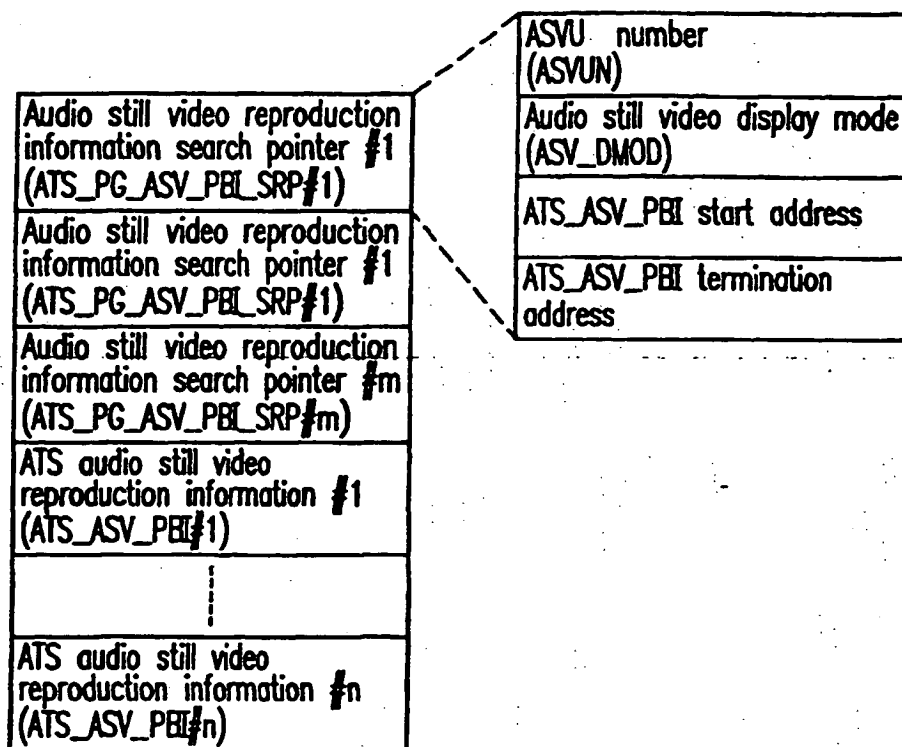 Audio still video reproduction
information search pointer #1
(ATS_PG_ASV_PBI_SRP#1)
Audio still video reproduction
information search pointer #1
(ATS_PG_ASV_PBI_SRP#1)
Audio still video reproduction
information search pointer #m
(ATS_PG_ASV_PBI_SRP#m)
ATS audio still video
reproduction information #1
(ATS_ASV_PBI#1)
ATS audio still video
reproduction information #n
(ATS_ASV_PBI#n)
ASVU number
(ASVUN)
Audio still video display mode
(ASV_DMOD)
ATS_ASV_PBI start address
ATS_ASV_PBI termination
address